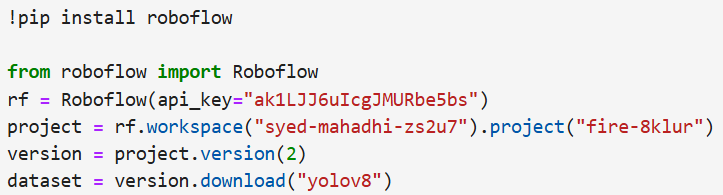 !pip install roboflow
from roboflow import Roboflow
rf = Roboflow(api_key="ak1LJJ6uIcgJMURbe5bs")
project = rf.workspace("syed-mahadhi-zs2u7").project("fire-8klur")
version = project.version(2)
dataset = version.download("yolov8")